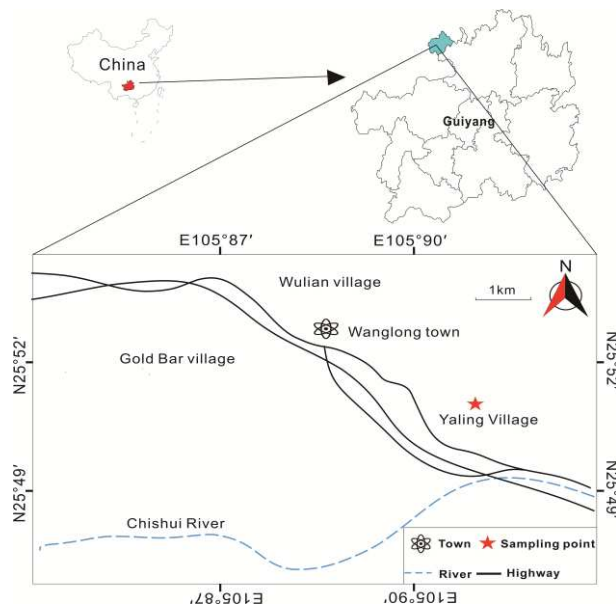 China
Guiyang
E105°87′
E105°90′
Wulian village
N
1km
Wanglong town
N25°52′
Gold Bar village
N25°52′
Yaling Village
N25°49′
N25°49′
Chishui River
Town
Sampling point
River
Highway
E105°87′
E105°90′